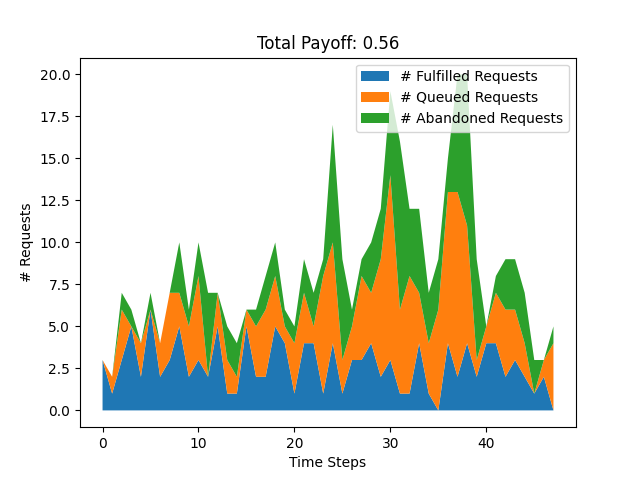 Total Payoff: 0.56
# Fulfilled Requests
# Queued Requests
# Abandoned Requests
20.0
17.5
15.0
12.5
10.0
7.5
5.0
2.5
0.0
# Requests
0 10 20 30 40
Time Steps